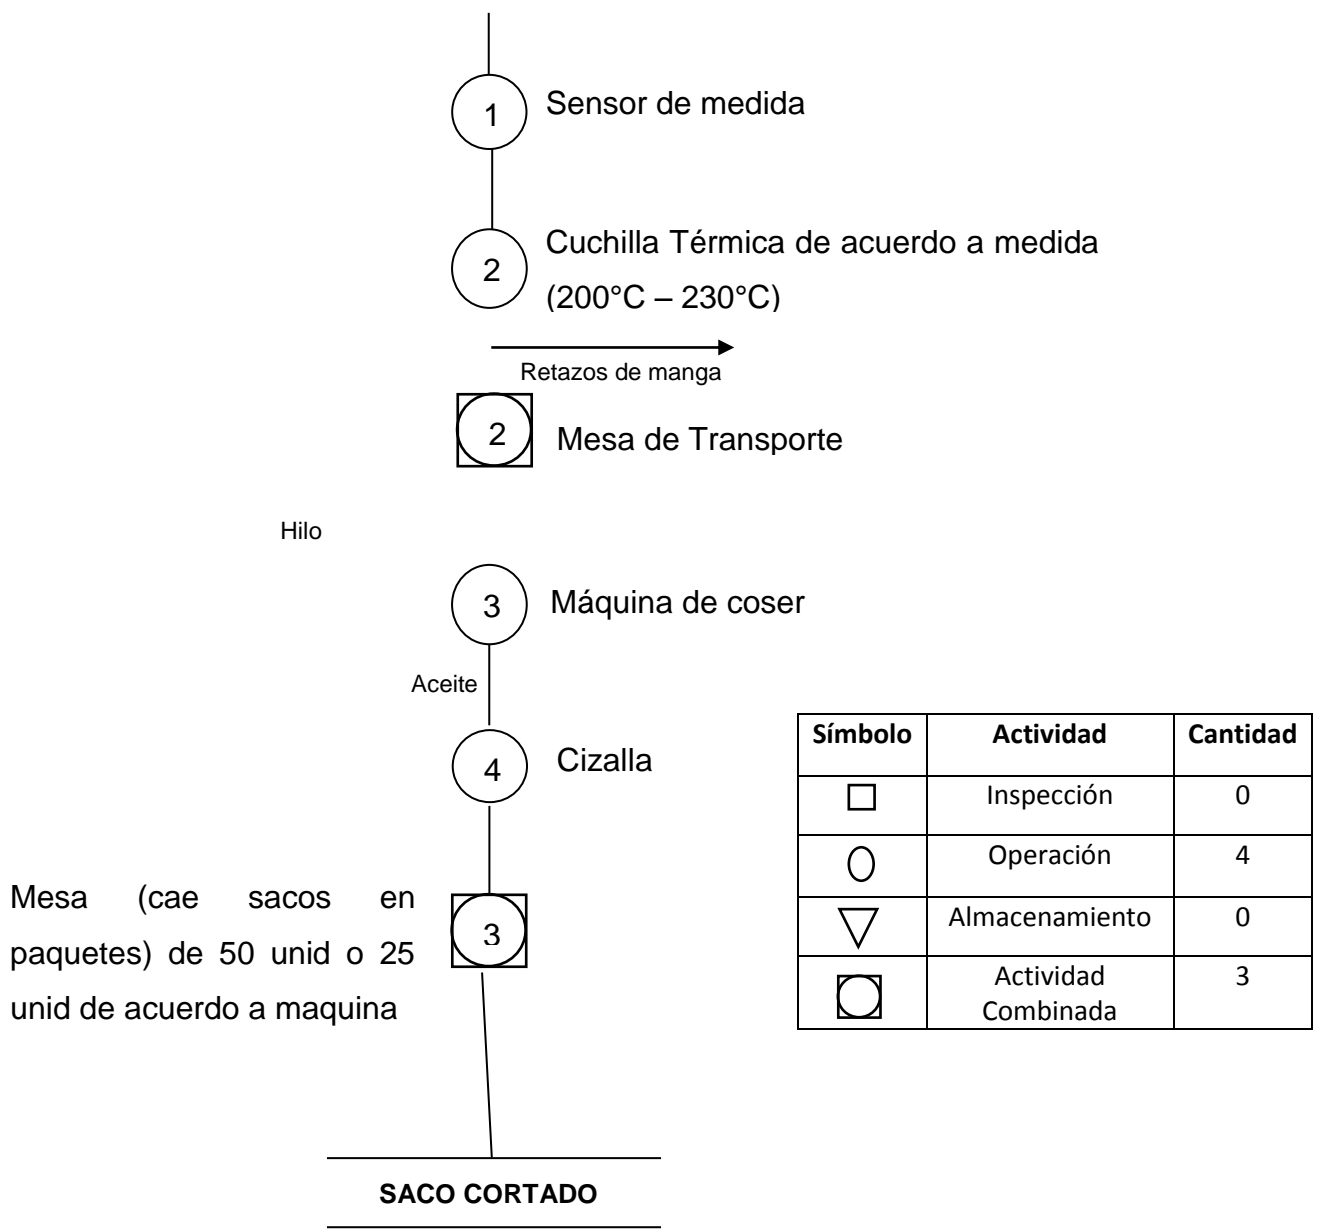 1 Sensor de medida
2 Cuchilla Térmica de acuerdo a medida
(200°C – 230°C)
Retazos de manga
2 Mesa de Transporte
Hilo
3 Máquina de coser
Aceite
4 Cizalla
Mesa (cae sacos en
paquetes) de 50 unid o 25
unid de acuerdo a maquina
3
Símbolo Actividad Cantidad
Inspección 0
Operación 4
Almacenamiento 0
Actividad
Combinada 3
SACO CORTADO